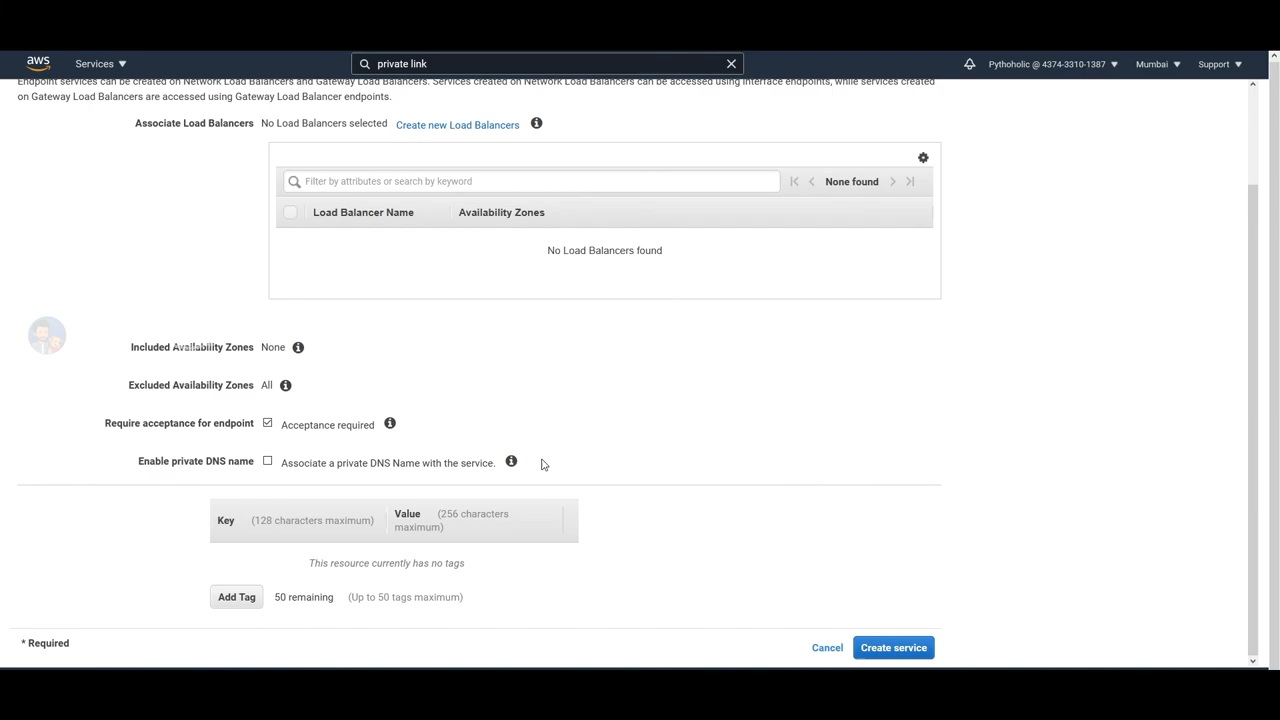 aws
Services
private link
Pytholic @ 4374-3310-1387
Mumbai
Support
Endpoint services can be created on Network Load Balancers and Gateway Load Balancers. Services created on Network Load Balancers can be accessed using interface endpoints, while services created
on Gateway Load Balancers are accessed using Gateway Load Balancer endpoints.
Associate Load Balancers No Load Balancers selected Create new Load Balancers
Filter by attributes or search by keyword
None found
Load Balancer Name Availability Zones
No Load Balancers found
Included Availability Zones None
Excluded Availability Zones All
Require acceptance for endpoint Acceptance required
Enable private DNS name Associate a private DNS Name with the service.
Key (128 characters maximum)
Value (256 characters
maximum)
This resource currently has no tags
Add Tag 50 remaining (Up to 50 tags maximum)
* Required
Cancel Create service